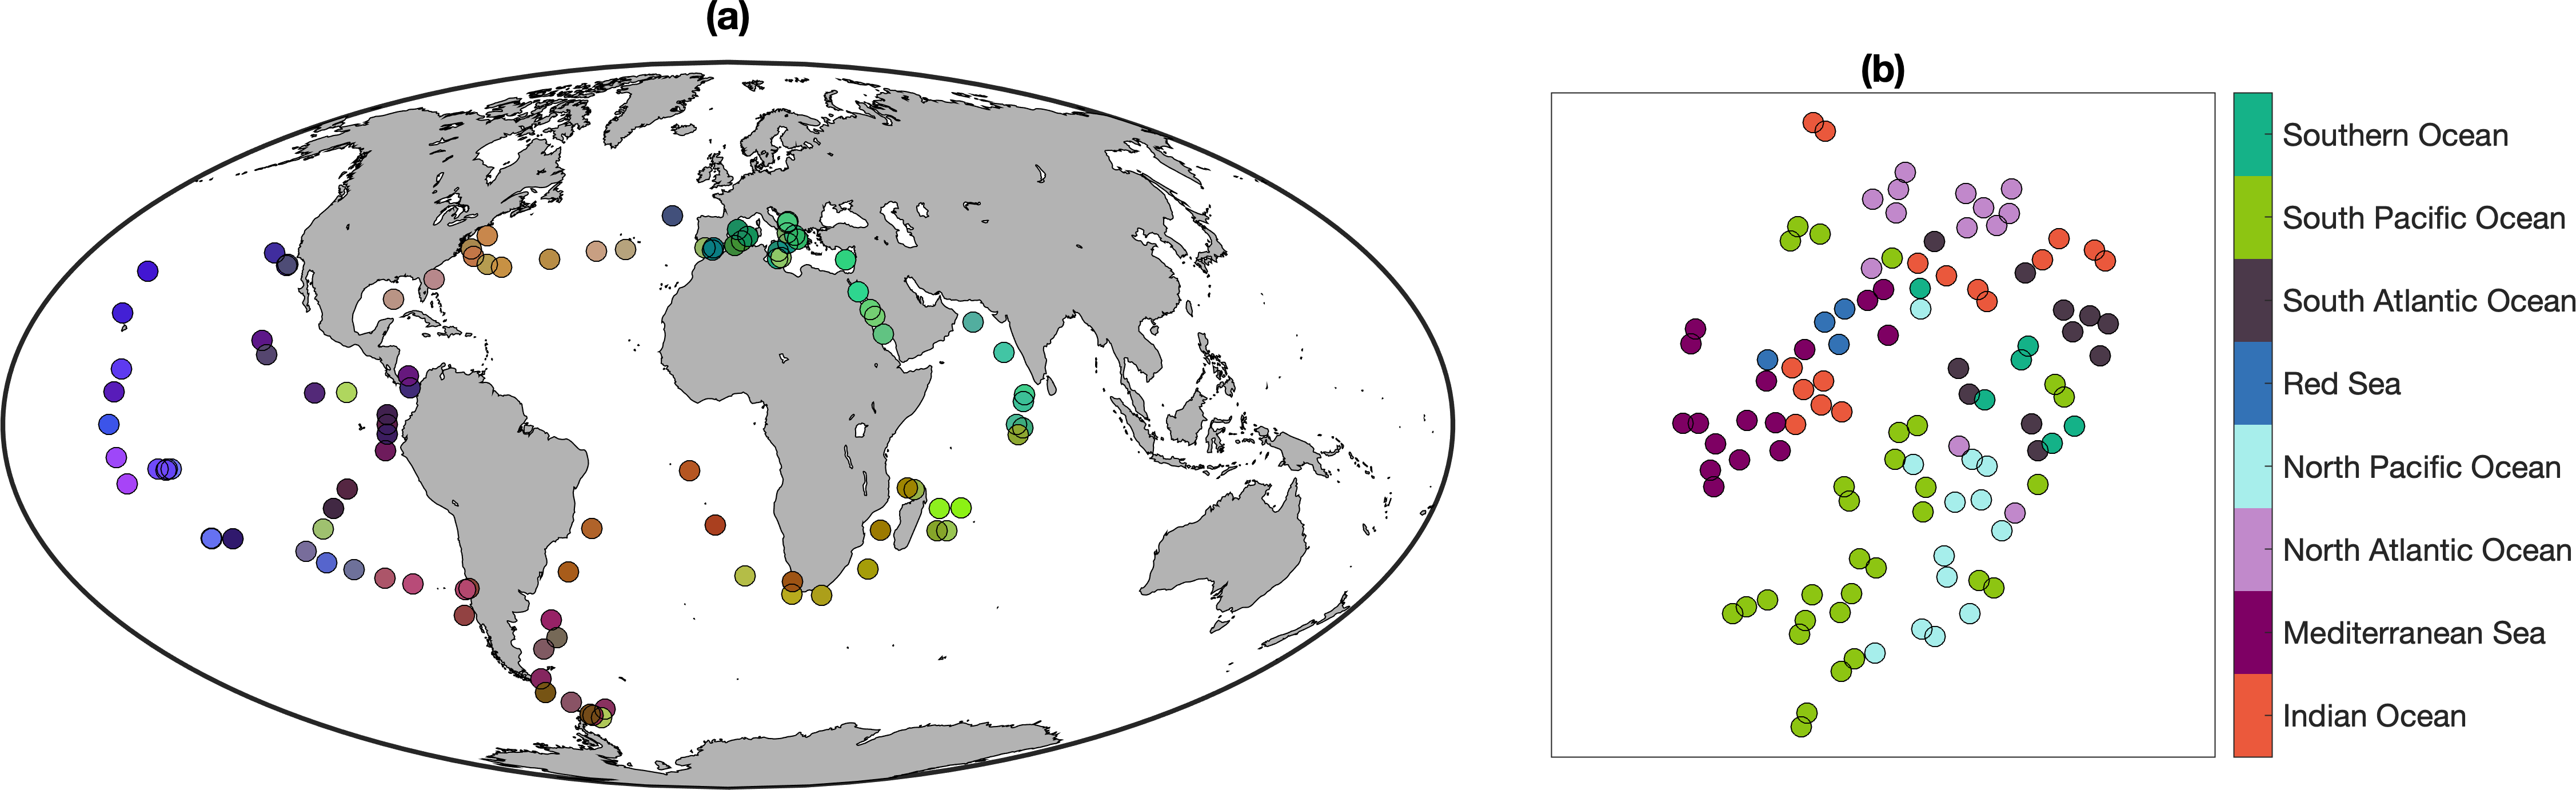 (a)
(b)
Southern Ocean
South Pacific Ocean
South Atlantic Ocean
Red Sea
North Pacific Ocean
North Atlantic Ocean
Mediterranean Sea
Indian Ocean